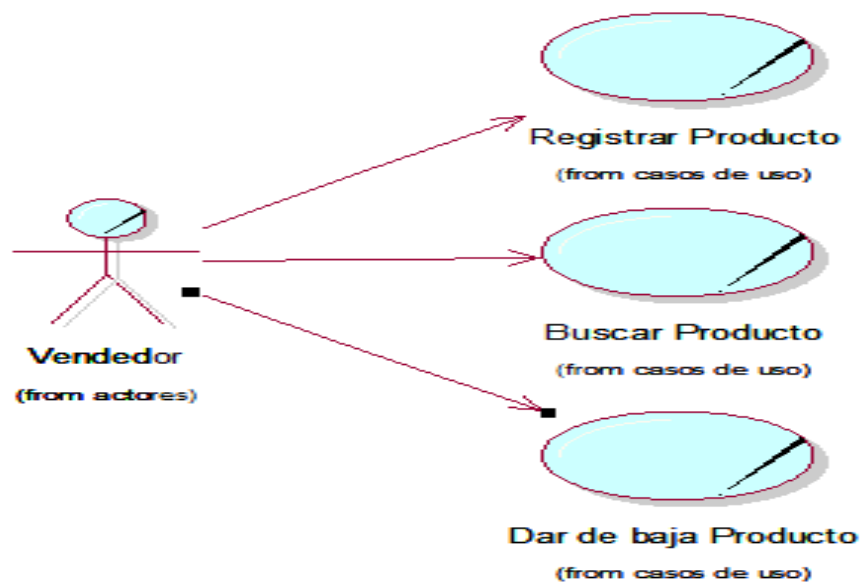 Registrar Producto
(from casos de uso)
Buscar Producto
(from casos de uso)
Vendedor
(from actores)
Dar de baja Producto
(from casos de uso)